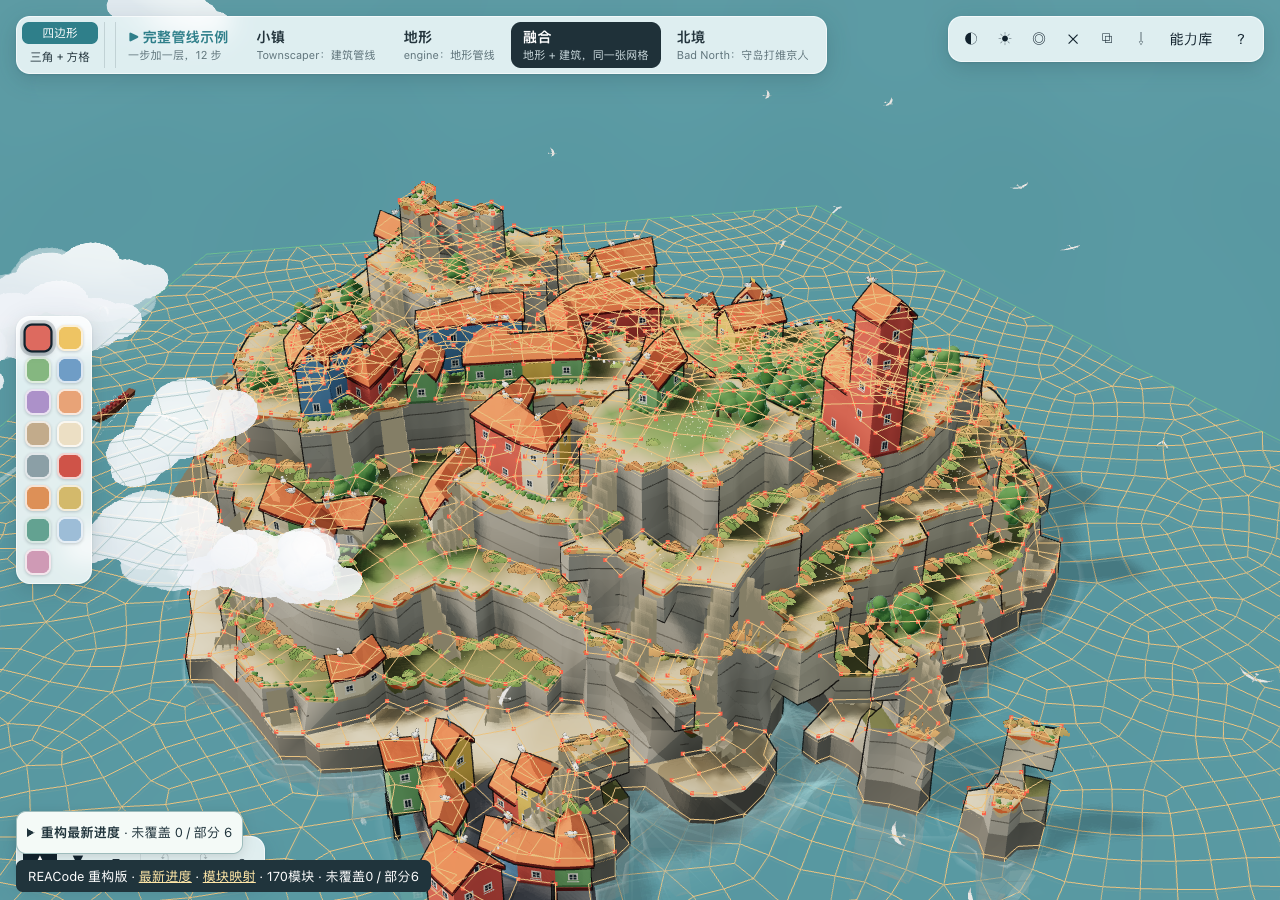 四边形
三角 + 方格
▶ 完整管线示例
一步加一层，12 步
小镇
Townscaper：建筑管线
地形
engine：地形管线
融合
地形 + 建筑，同一张网格
北境
Bad North：守岛打维京人
能力库
?
▶ 重构最新进度 · 未覆盖 0 / 部分 6
REACode 重构版 · 最新进度 · 模块映射 · 170模块 · 未覆盖0 / 部分6